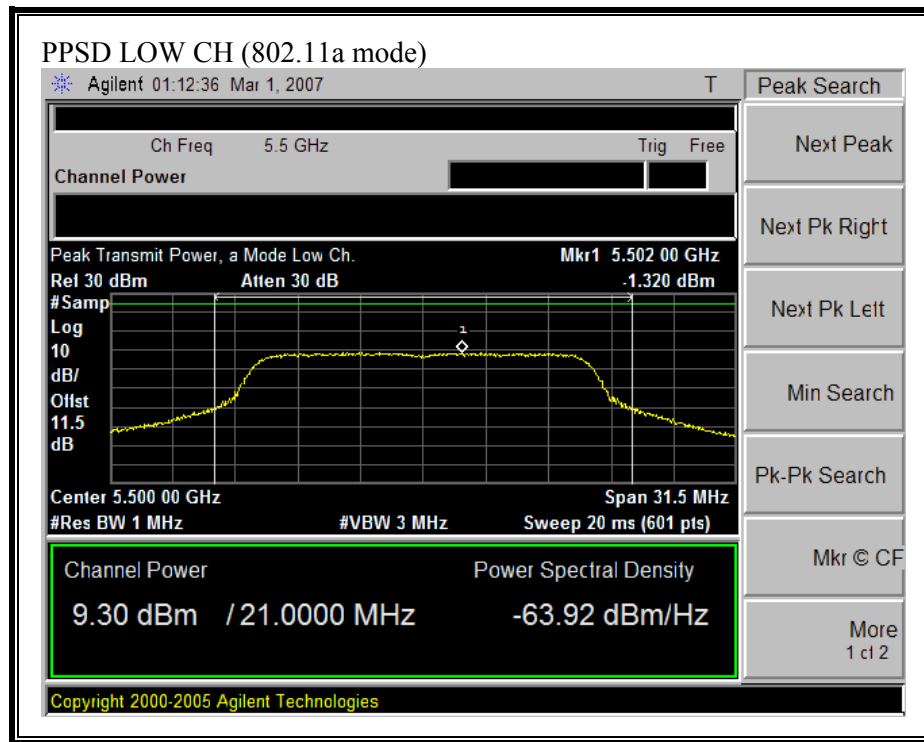 PPSD LOW CH (802.11a mode)
Agilent 01:12:36 Mar 1, 2007 T
Peak Search
Ch Freq 5.5 GHz Trig Free
Channel Power
Next Peak
Next Pk Right
Peak Transmit Power, a Mode Low Ch. Mkr1 5.502 00 GHz
Ref 30 dBm Atten 30 dB -1.320 dBm
#Samp
Log
10
dB/
Offst
11.5
dB
1
Next Pk Left
Min Search
Pk-Pk Search
Center 5.500 00 GHz Span 31.5 MHz
#Res BW 1 MHz #VBW 3 MHz Sweep 20 ms (601 pts)
Channel Power Power Spectral Density
9.30 dBm / 21.0000 MHz -63.92 dBm/Hz
Mkr © CF
More
1 of 2
Copyright 2000-2005 Agilent Technologies